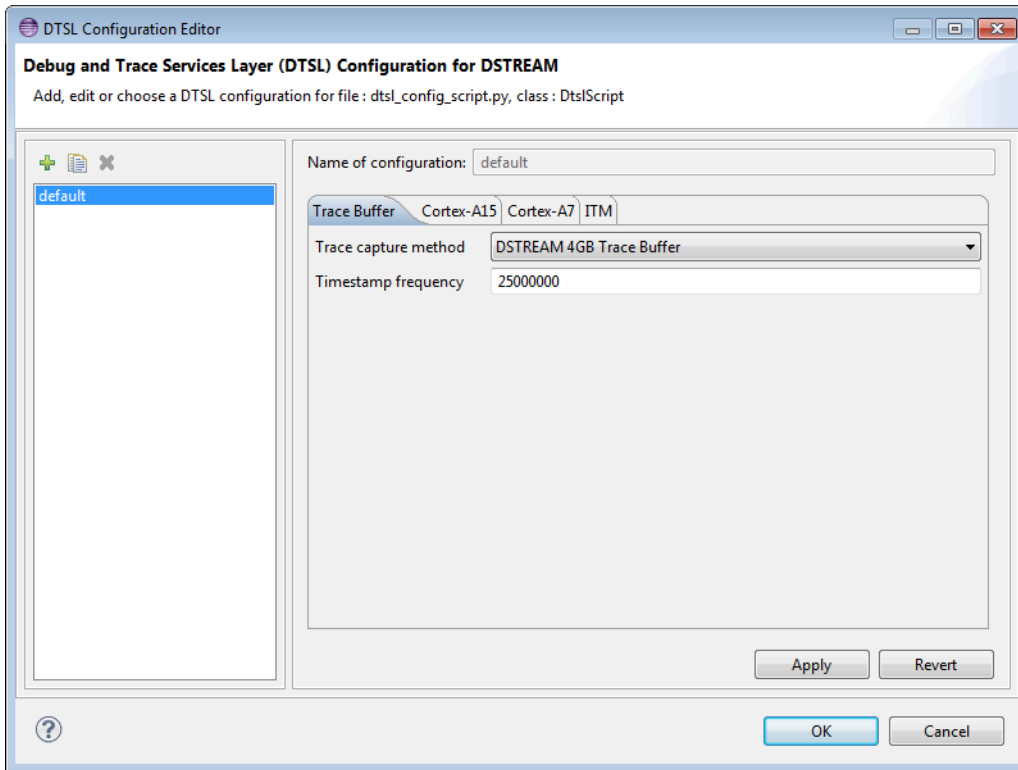 DTSL Configuration Editor
Debug and Trace Services Layer (DTSL) Configuration for DSTREAM
Add, edit or choose a DTSL configuration for file : dtsl_config_script.py, class : DtslScript
Name of configuration: default
default
Trace Buffer Cortex-A15 Cortex-A7 ITM
Trace capture method DSTREAM 4GB Trace Buffer
Timestamp frequency 25000000
Apply Revert
? OK Cancel